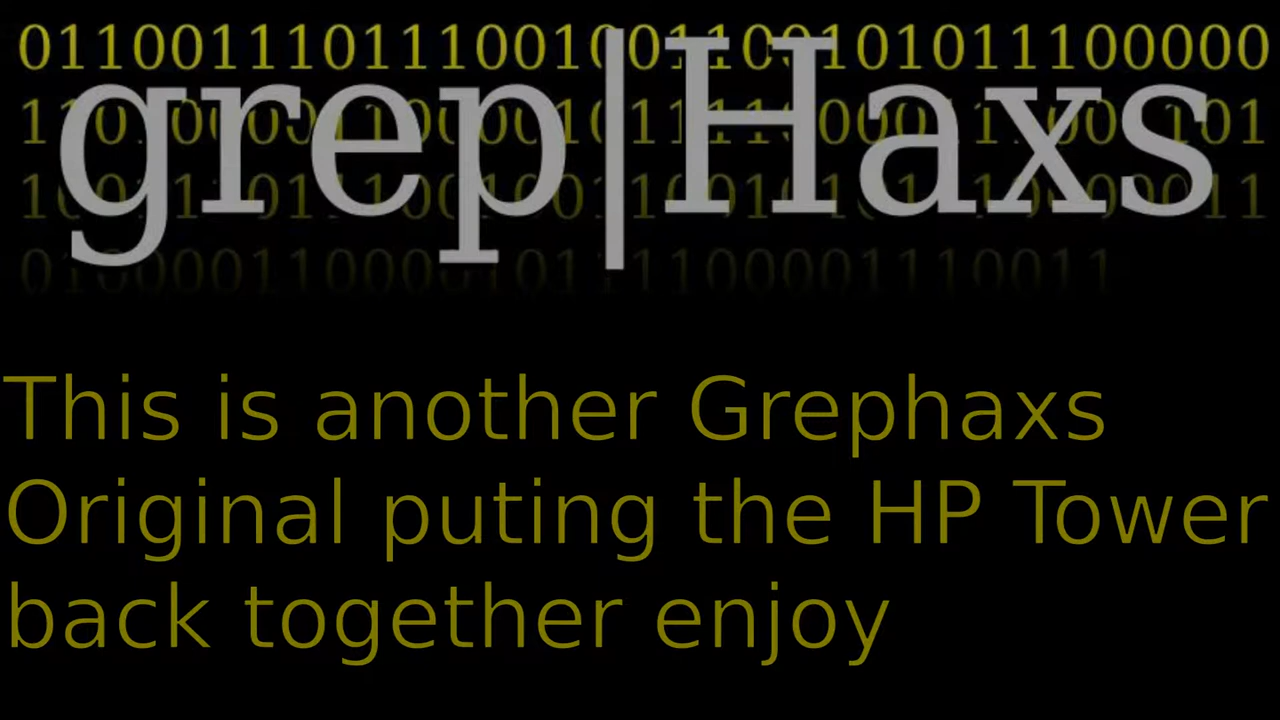 01100111011100100110010101110000
grep|Haxs
This is another Grephaxs
Original puting the HP Tower
back together enjoy